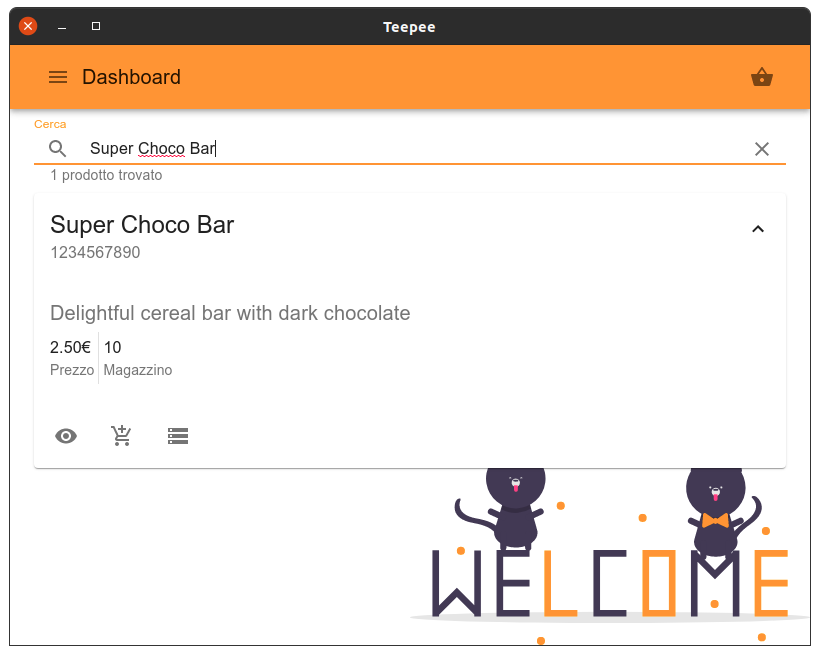 Teepee
Dashboard
Cerca
Super Choco Bar
1 prodotto trovato
Super Choco Bar
1234567890
Delightful cereal bar with dark chocolate
2.50€ 10
Prezzo Magazzino
WELCOME